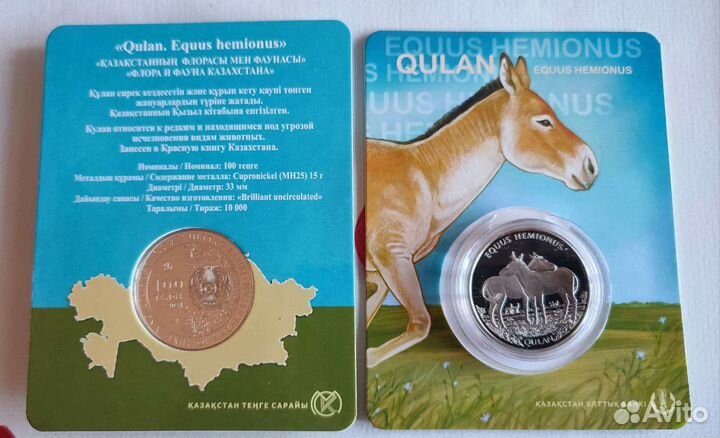 «Qulan. Equus hemionus»
«ҚАЗАҚСТАННЫҢ ФЛОРАСЫ МЕН ФАУНАСЫ»
«ФЛОРА И ФАУНА КАЗАХСТАНА»
Құлан сирек кездесетін және құрып кету қаупі төнген
жануарлардың түріне жатады.
Қазақстанның Қызыл кітабына енгізілген.
Кулан относится к редким и находящимся под угрозой
исчезновения видам животных.
Занесен в Красную книгу Казахстана.
Номиналы / Номинал: 100 теңге
Металдың құрамы / Содержание металла: Cupronickel (МН25) 15 г
Диаметрі / Диаметр: 33 мм
Дайындау сапасы / Качество изготовления: «Brilliant uncirculated»
Таралымы / Тираж: 10 000
100
ҚАЗАҚСТАН ТЕҢГЕ САРАЙЫ
EQUUS HEMIONUS
QULAN
EQUUS HEMIONUS
EQUUS HEMIONUS
QULAN
ҚАЗАҚСТАН ҰЛТТЫҚ БАНКІ
Avito